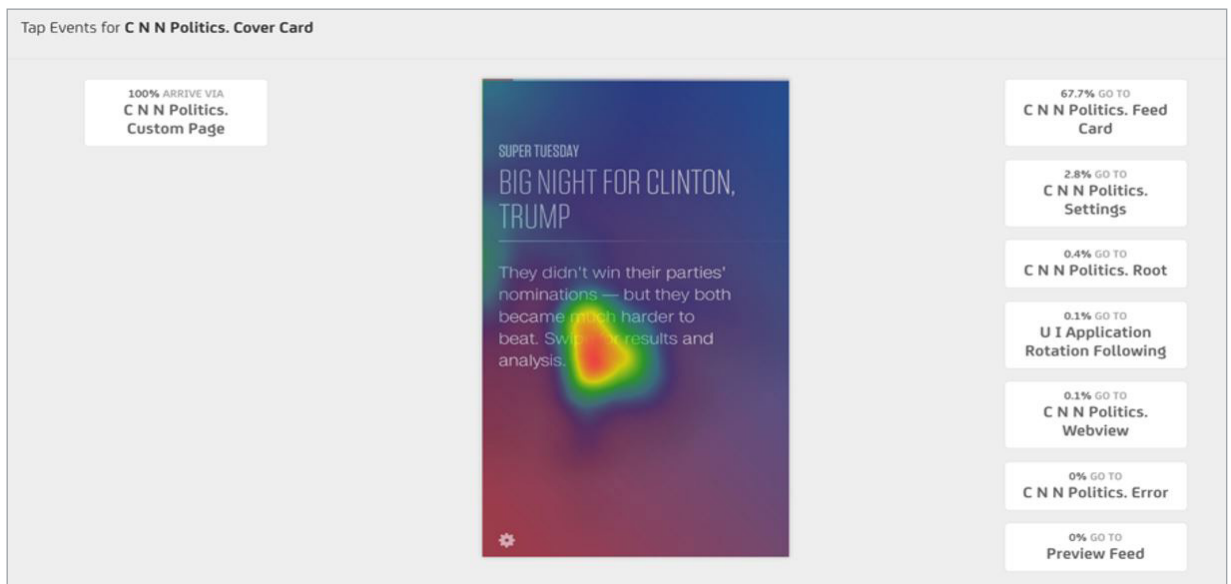 Tap Events for C N N Politics. Cover Card
100% ARRIVE VIA
C N N Politics.
Custom Page
SUPER TUESDAY
BIG NIGHT FOR CLINTON,
TRUMP
They didn't win their parties'
nominations — but they both
became much harder to
beat. Swipe for results and
analysis.
67.7% GO TO
C N N Politics. Feed
Card
2.8% GO TO
C N N Politics.
Settings
0.4% GO TO
C N N Politics. Root
0.1% GO TO
U I Application
Rotation Following
0.1% GO TO
C N N Politics.
Webview
0% GO TO
C N N Politics. Error
0% GO TO
Preview Feed